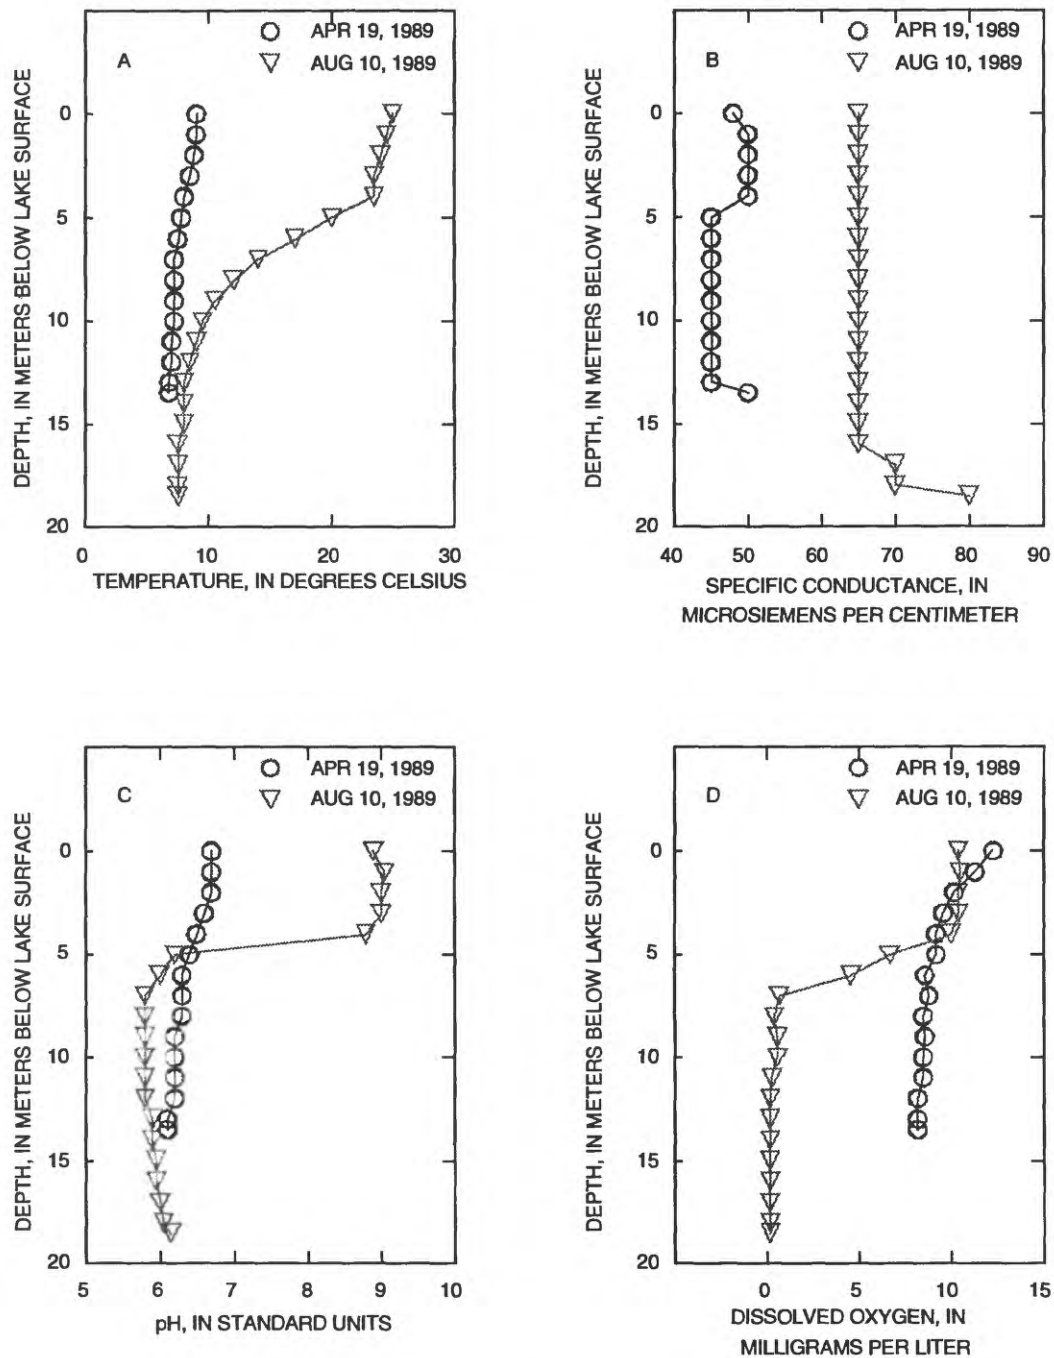 A
APR 19, 1989
AUG 10, 1989
DEPTH, IN METERS BELOW LAKE SURFACE
0
5
10
15
20
0 10 20 30
TEMPERATURE, IN DEGREES CELSIUS
B
APR 19, 1989
AUG 10, 1989
DEPTH, IN METERS BELOW LAKE SURFACE
0
5
10
15
20
40 50 60 70 80 90
SPECIFIC CONDUCTANCE, IN
MICROSIEMENS PER CENTIMETER
C
APR 19, 1989
AUG 10, 1989
DEPTH, IN METERS BELOW LAKE SURFACE
0
5
10
15
20
5 6 7 8 9 10
pH, IN STANDARD UNITS
D
APR 19, 1989
AUG 10, 1989
DEPTH, IN METERS BELOW LAKE SURFACE
0
5
10
15
20
0 5 10 15
DISSOLVED OXYGEN, IN
MILLIGRAMS PER LITER